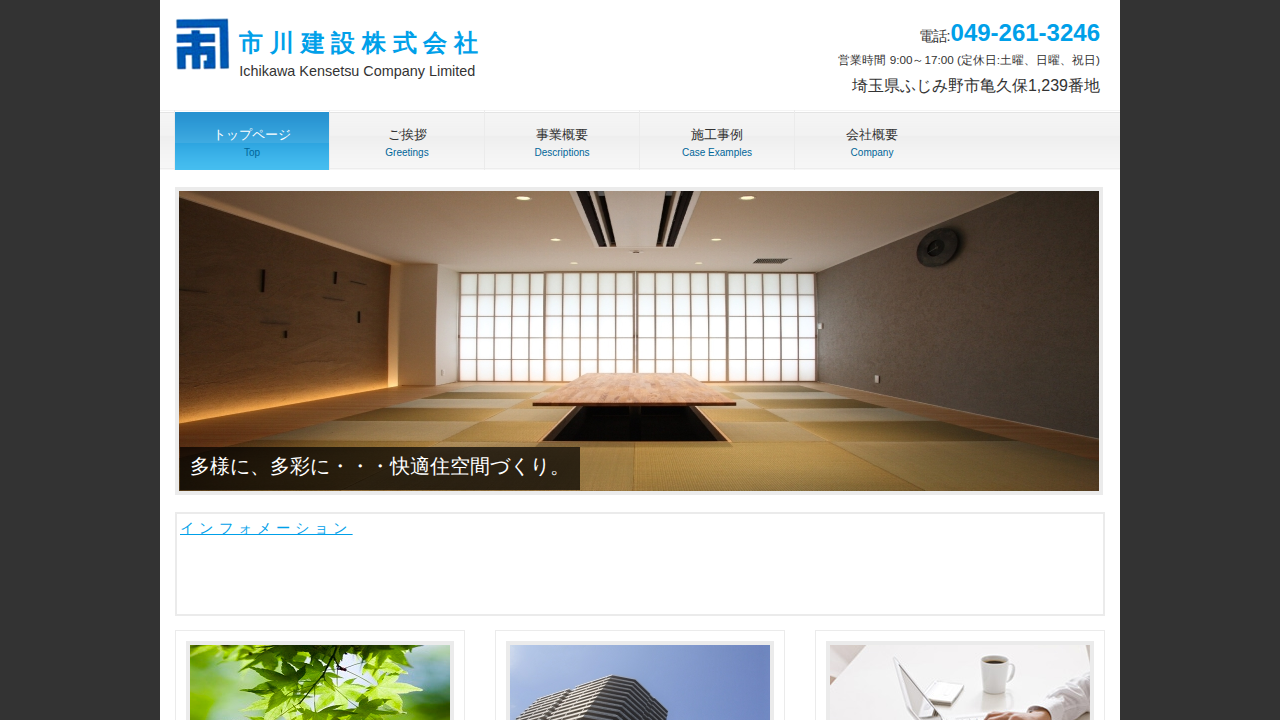 市川建設株式会社
Ichikawa Kensetsu Company Limited
電話:049-261-3246
営業時間 9:00～17:00 (定休日:土曜、日曜、祝日)
埼玉県ふじみ野市亀久保1,239番地
トップページ
Top
ご挨拶
Greetings
事業概要
Descriptions
施工事例
Case Examples
会社概要
Company
多様に、多彩に・・・快適住空間づくり。
インフォメーション